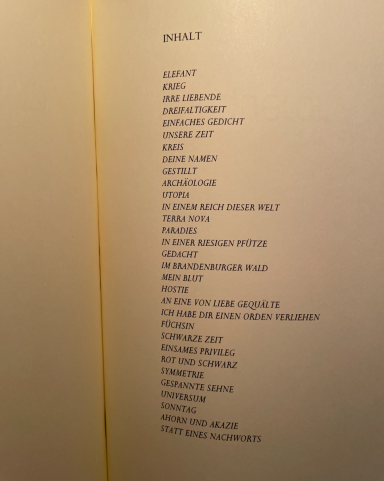 INHALT
ELEFANT
KRIEG
IRRE LIEBENDE
DREIFALTIGKEIT
EINFACHES GEDICHT
UNSERE ZEIT
KREIS
DEINE NAMEN
GESTILLT
ARCHÄOLOGIE
UTOPIA
IN EINEM REICH DIESER WELT
TERRA NOVA
PARADIES
IN EINER RIESIGEN PFÜTZE
GEDACHT
IM BRANDENBURGER WALD
MEIN BLUT
HOSTIE
AN EINE VON LIEBE GEQUÄLTE
ICH HABE DIR EINEN ORDEN VERLIEHEN
FÜCHSIN
SCHWARZE ZEIT
EINSAMES PRIVILEG
ROT UND SCHWARZ
SYMMETRIE
GESPANNTE SEHNE
UNIVERSUM
SONNTAG
AHORN UND AKAZIE
STATT EINES NACHWORTS